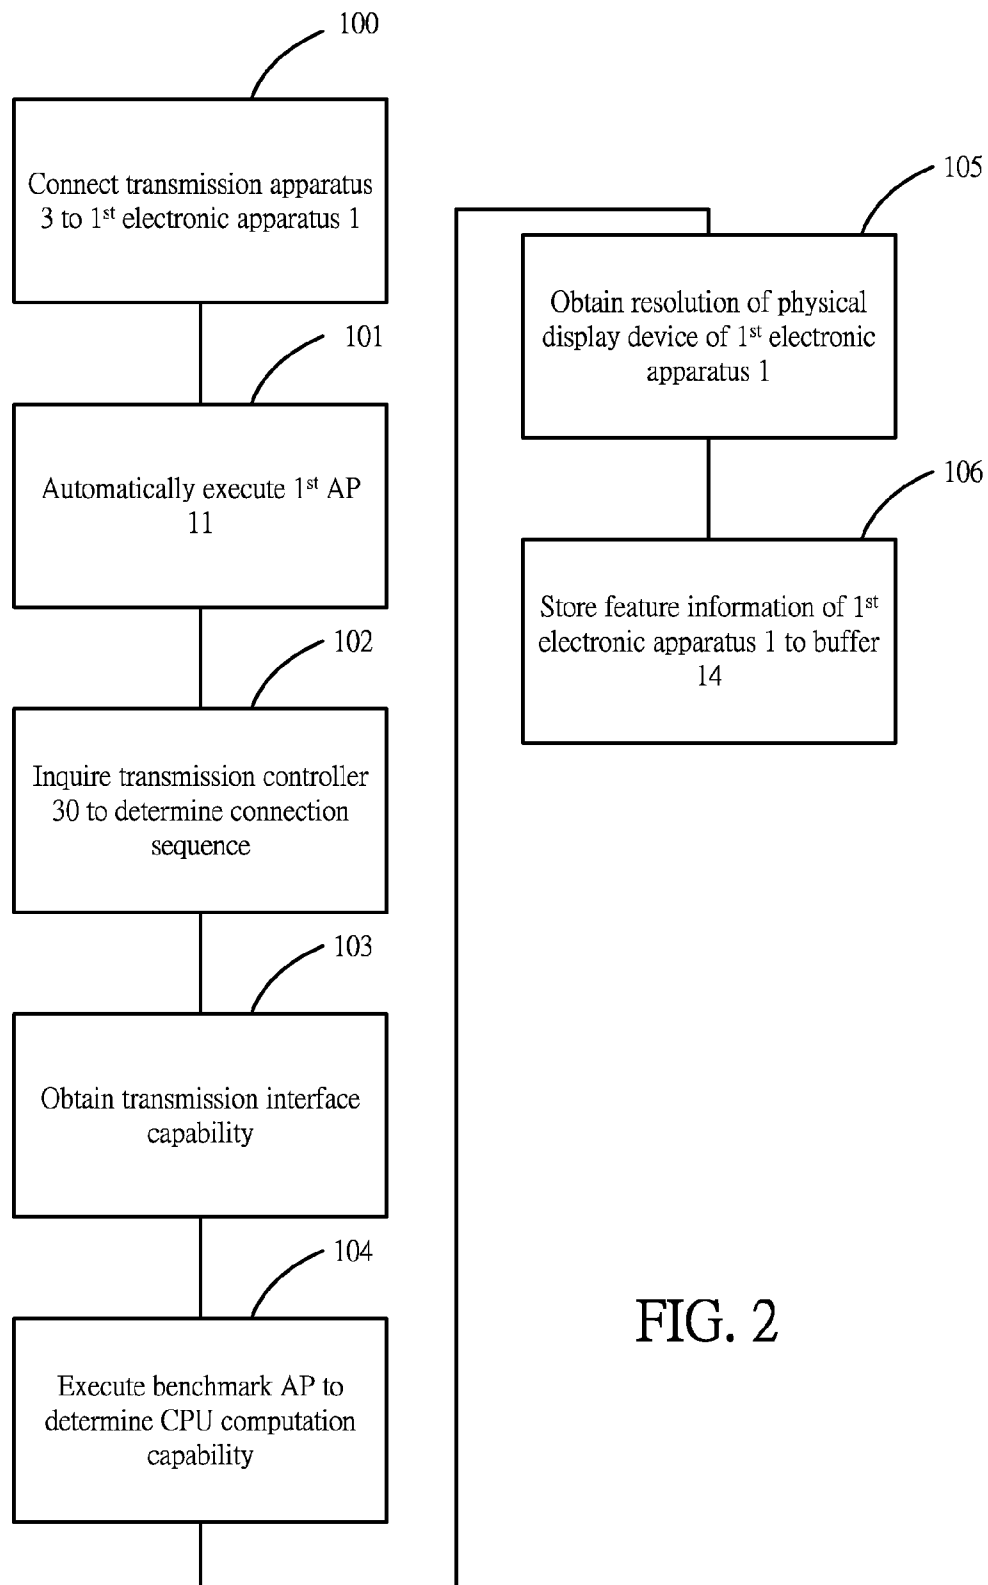 100
Connect transmission apparatus
3 to 1st electronic apparatus 1
101
Automatically execute 1st AP
11
102
Inquire transmission controller
30 to determine connection
sequence
103
Obtain transmission interface
capability
104
Execute benchmark AP to
determine CPU computation
capability
105
Obtain resolution of physical
display device of 1st electronic
apparatus 1
106
Store feature information of 1st
electronic apparatus 1 to buffer
14
FIG. 2